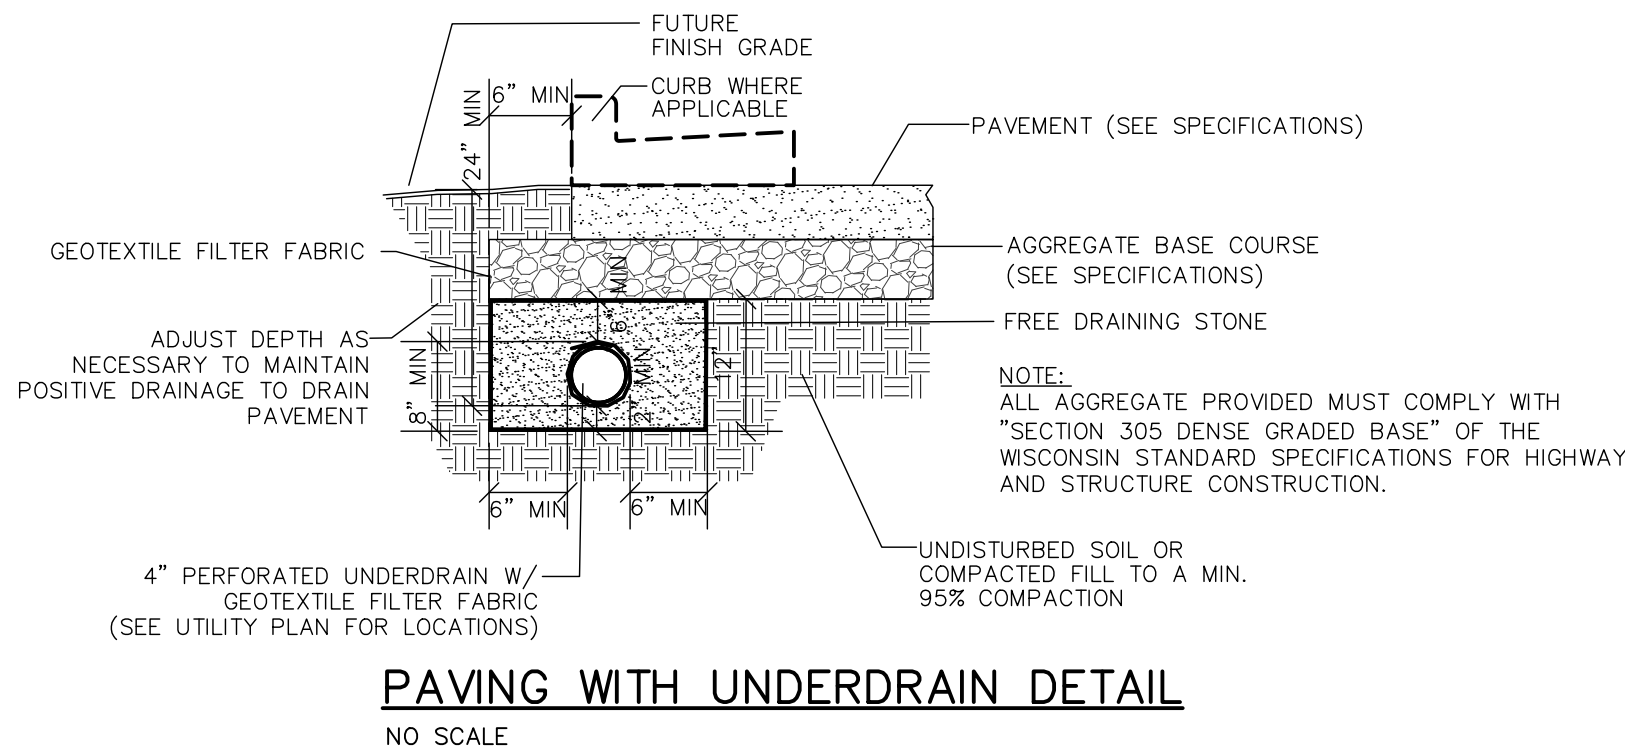 FUTURE
FINISH GRADE
6" MIN
CURB WHERE
APPLICABLE
24" MIN
PAVEMENT (SEE SPECIFICATIONS)
GEOTEXTILE FILTER FABRIC
AGGREGATE BASE COURSE
(SEE SPECIFICATIONS)
6" MIN
FREE DRAINING STONE
ADJUST DEPTH AS
NECESSARY TO MAINTAIN
POSITIVE DRAINAGE TO DRAIN
PAVEMENT
8" MIN
2" MIN
12"
NOTE:
ALL AGGREGATE PROVIDED MUST COMPLY WITH
"SECTION 305 DENSE GRADED BASE" OF THE
WISCONSIN STANDARD SPECIFICATIONS FOR HIGHWAY
AND STRUCTURE CONSTRUCTION.
6" MIN
6" MIN
UNDISTURBED SOIL OR
COMPACTED FILL TO A MIN.
95% COMPACTION
4" PERFORATED UNDERDRAIN W/
GEOTEXTILE FILTER FABRIC
(SEE UTILITY PLAN FOR LOCATIONS)
PAVING WITH UNDERDRAIN DETAIL
NO SCALE